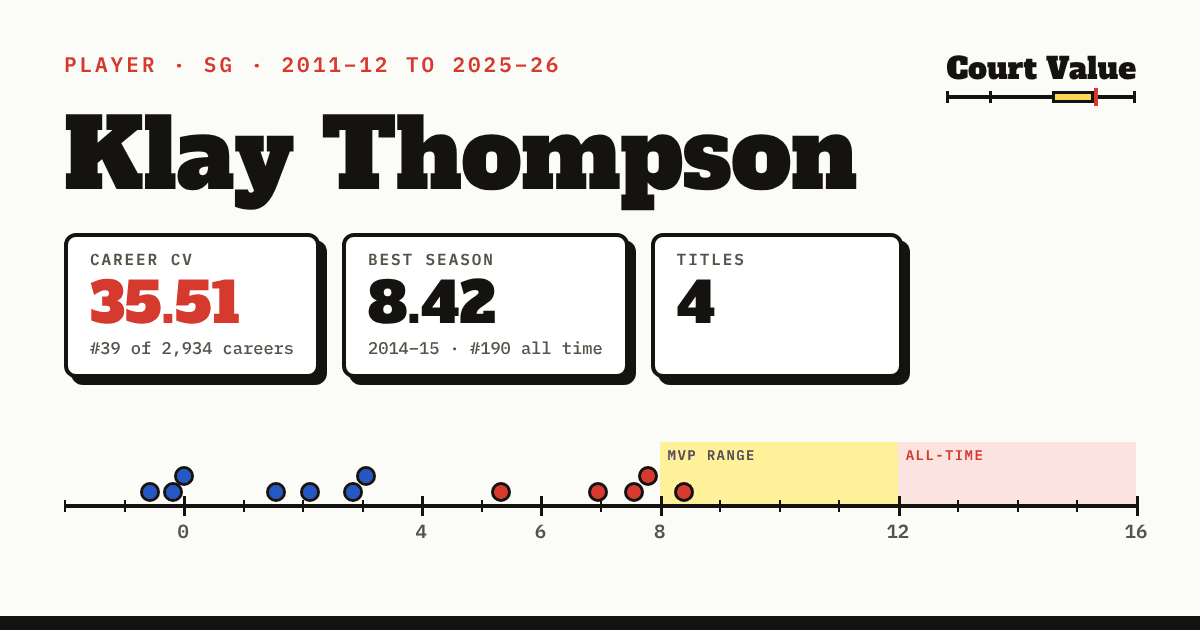 PLAYER · SG · 2011–12 TO 2025–26
Court Value
Klay Thompson
CAREER CV
35.51
#39 of 2,934 careers
BEST SEASON
8.42
2014–15 · #190 all time
TITLES
4
MVP RANGE
ALL-TIME
0 4 6 8 12 16